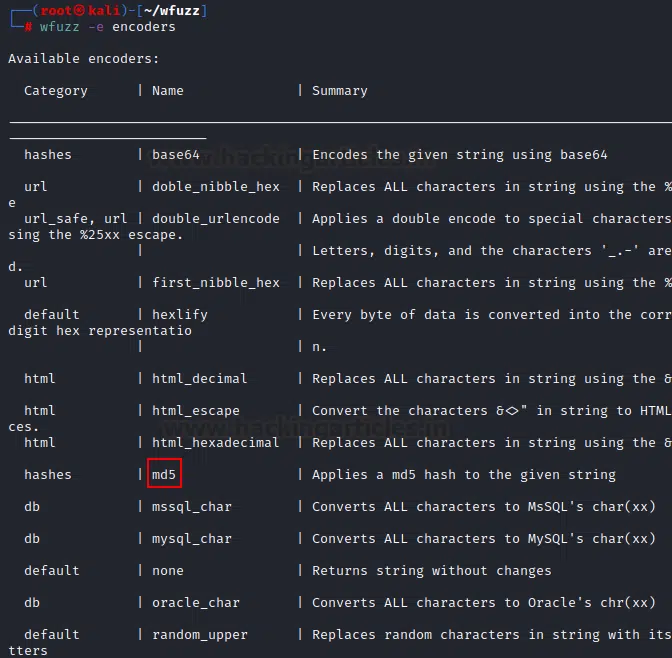 ┌──(root㉿kali)-[~/wfuzz]
└─# wfuzz -e encoders
Available encoders:
Category | Name | Summary
hashes | base64 | Encodes the given string using base64
url | doble_nibble_hex | Replaces ALL characters in string using the %
e
url_safe, url | double_urlencode | Applies a double encode to special characters
sing the %25xx escape.
| | Letters, digits, and the characters '_.-' are
d.
url | first_nibble_hex | Replaces ALL characters in string using the %
default | hexlify | Every byte of data is converted into the corr
digit hex representatio
| | n.
html | html_decimal | Replaces ALL characters in string using the &
html | html_escape | Convert the characters &<>" in string to HTML
ces.
html | html_hexadecimal | Replaces ALL characters in string using the &
hashes | md5 | Applies a md5 hash to the given string
db | mssql_char | Converts ALL characters to MsSQL's char(xx)
db | mysql_char | Converts ALL characters to MySQL's char(xx)
default | none | Returns string without changes
db | oracle_char | Converts ALL characters to Oracle's chr(xx)
default | random_upper | Replaces random characters in string with its
tters
www.hackingarticles.in
www.hackingarticles.in